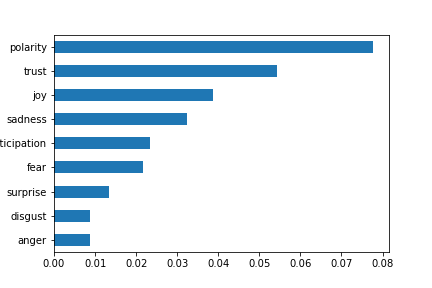 polarity
trust
joy
sadness
ticipation
fear
surprise
disgust
anger
0.00 0.01 0.02 0.03 0.04 0.05 0.06 0.07 0.08